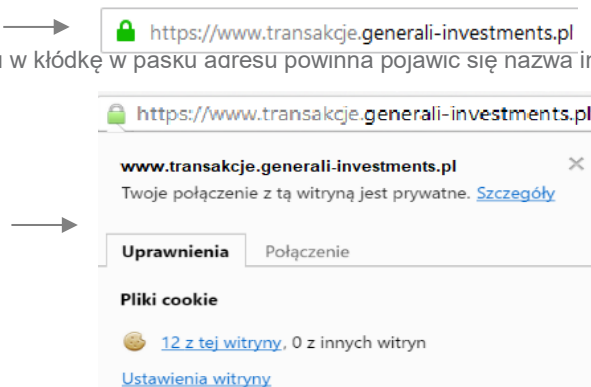 https://www.transakcje.generali-investments.pl
w kłódkę w pasku adresu powinna pojawić się nazwa
https://www.transakcje.generali-investments.pl
www.transakcje.generali-investments.pl
Twoje połączenie z tą witryną jest prywatne. Szczegóły
Uprawnienia Połączenie
Pliki cookie
12 z tej witryny, 0 z innych witryn
Ustawienia witryny